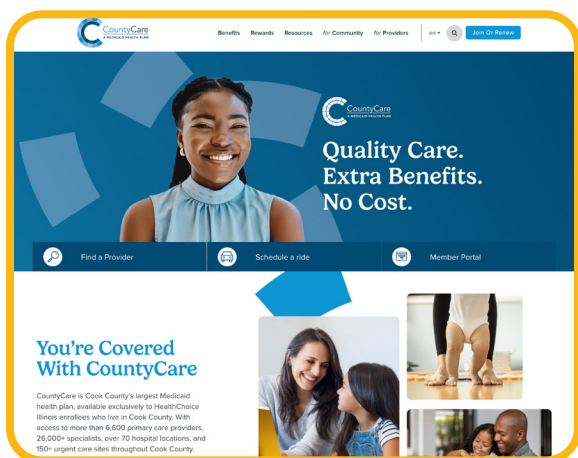 CountyCare
A MEDICAID HEALTH PLAN
Benefits Rewards Resources for Community for Providers en Join Or Renew
CountyCare
A MEDICAID HEALTH PLAN
Quality Care.
Extra Benefits.
No Cost.
Find a Provider Schedule a ride Member Portal
You're Covered
With CountyCare
CountyCare is Cook County's largest Medicaid
health plan, available exclusively to HealthChoice
Illinois enrollees who live in Cook County. With
access to more than 6,600 primary care providers,
26,000+ specialists, over 70 hospital locations, and
150+ urgent care sites throughout Cook County.